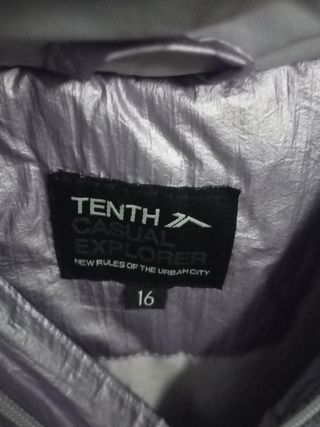 TENTH
CASUAL
EXPLORER
NEW RULES OF THE URBAN CITY
16